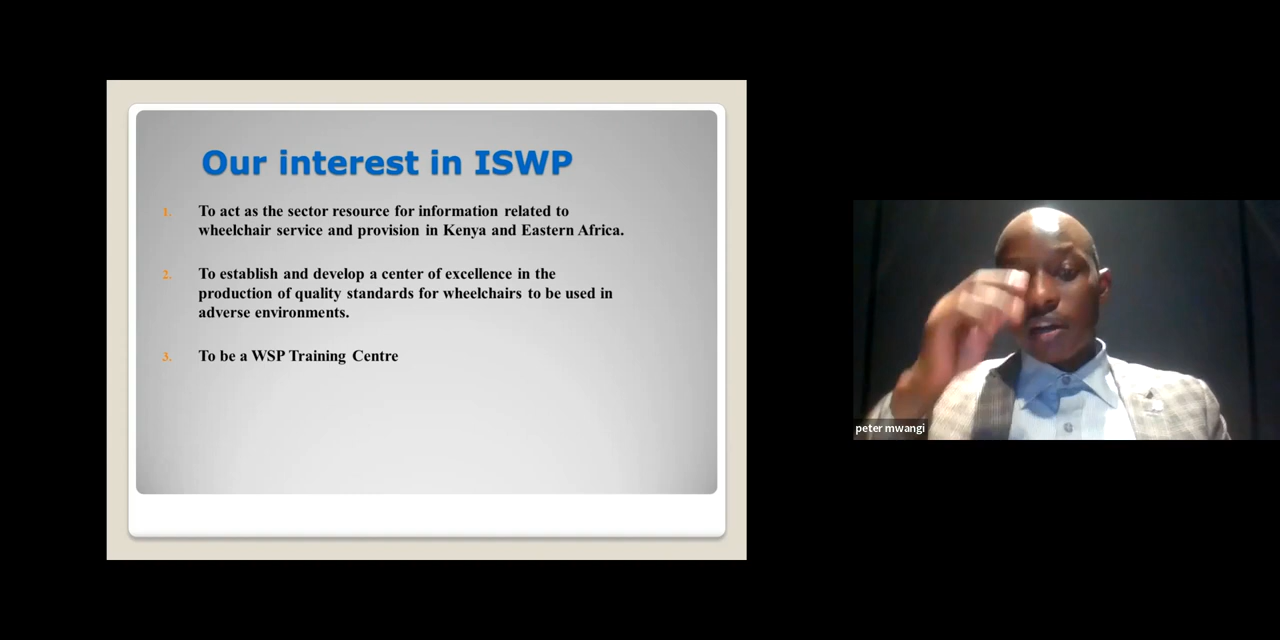 Our interest in ISWP
1. To act as the sector resource for information related to
wheelchair service and provision in Kenya and Eastern Africa.
2. To establish and develop a center of excellence in the
production of quality standards for wheelchairs to be used in
adverse environments.
3. To be a WSP Training Centre
peter mwangi